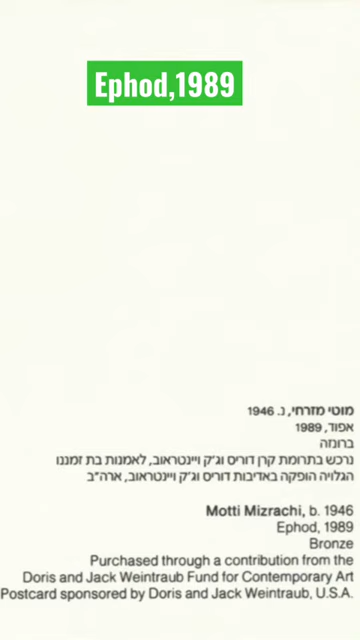 Ephod,1989
מוטי מזרחי, נ. 1946
אפוד, 1989
ברונזה
נרכש בתרומת קרן דוריס וג'ק ויינטראוב, לאמנות בת זמננו
הגלויה הופקה באדיבות דוריס וג'ק ויינטראוב, ארה"ב
Motti Mizrachi, b. 1946
Ephod, 1989
Bronze
Purchased through a contribution from the
Doris and Jack Weintraub Fund for Contemporary Art
Postcard sponsored by Doris and Jack Weintraub, U.S.A.